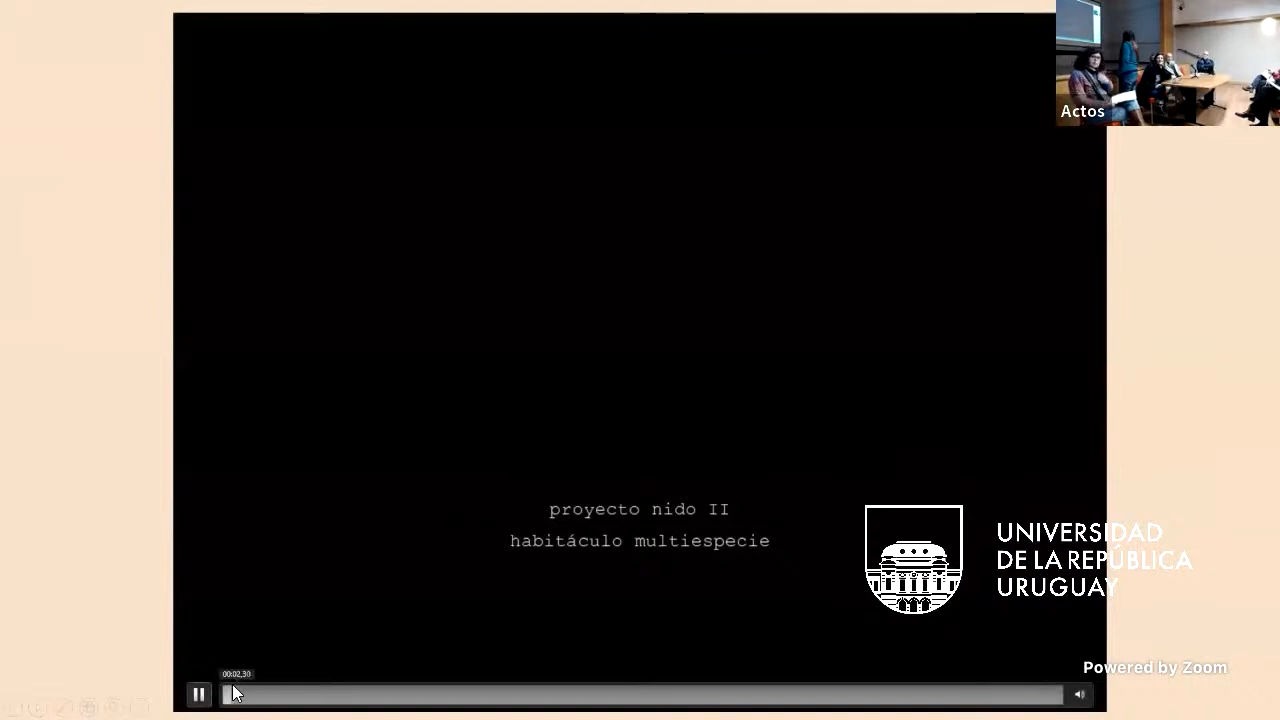 Actos
proyecto nido II
habitáculo multiespecie
UNIVERSIDAD
DE LA REPÚBLICA
URUGUAY
Powered by Zoom
00:02,30